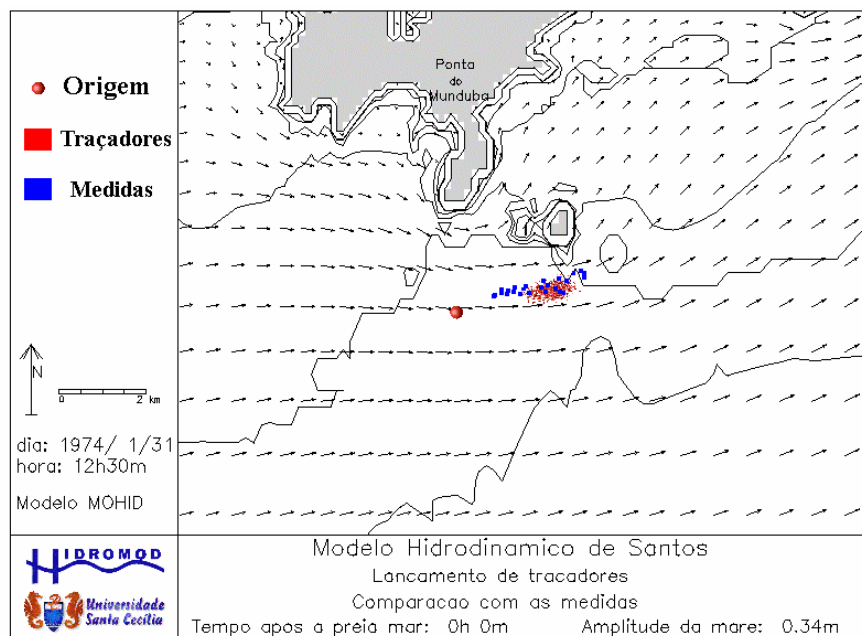 Origem
Traçadores
Medidas
Ponta
do
Munduba
N
0 2 km
dia: 1974/ 1/31
hora: 12h30m
Modelo MOHID
HIDROMOD
Universidade
Santa Cecília
Modelo Hidrodinamico de Santos
Lancamento de tracadores
Comparacao com as medidas
Tempo apos a preia mar: 0h 0m Amplitude da mare: 0.34m